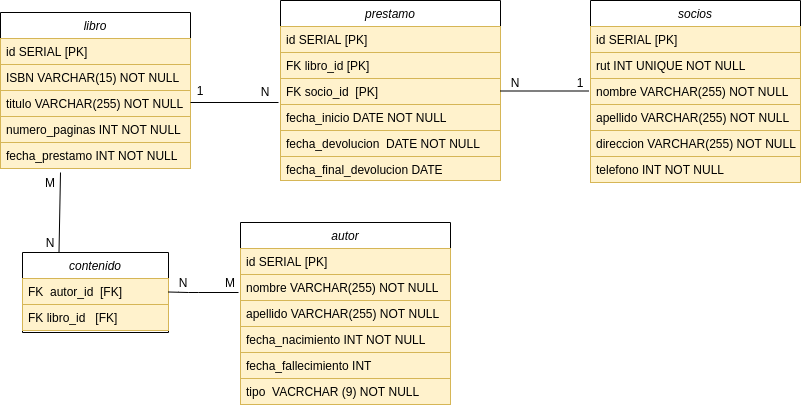 libro
id SERIAL [PK]
ISBN VARCHAR(15) NOT NULL
titulo VARCHAR(255) NOT NULL
numero_paginas INT NOT NULL
fecha_prestamo INT NOT NULL
1
N
prestamo
id SERIAL [PK]
FK libro_id [PK]
FK socio_id [PK]
fecha_inicio DATE NOT NULL
fecha_devolucion DATE NOT NULL
fecha_final_devolucion DATE
N
1
socios
id SERIAL [PK]
rut INT UNIQUE NOT NULL
nombre VARCHAR(255) NOT NULL
apellido VARCHAR(255) NOT NULL
direccion VARCHAR(255) NOT NULL
telefono INT NOT NULL
M
N
contenido
FK autor_id [FK]
FK libro_id [FK]
N
M
autor
id SERIAL [PK]
nombre VARCHAR(255) NOT NULL
apellido VARCHAR(255) NOT NULL
fecha_nacimiento INT NOT NULL
fecha_fallecimiento INT
tipo VACRCHAR (9) NOT NULL